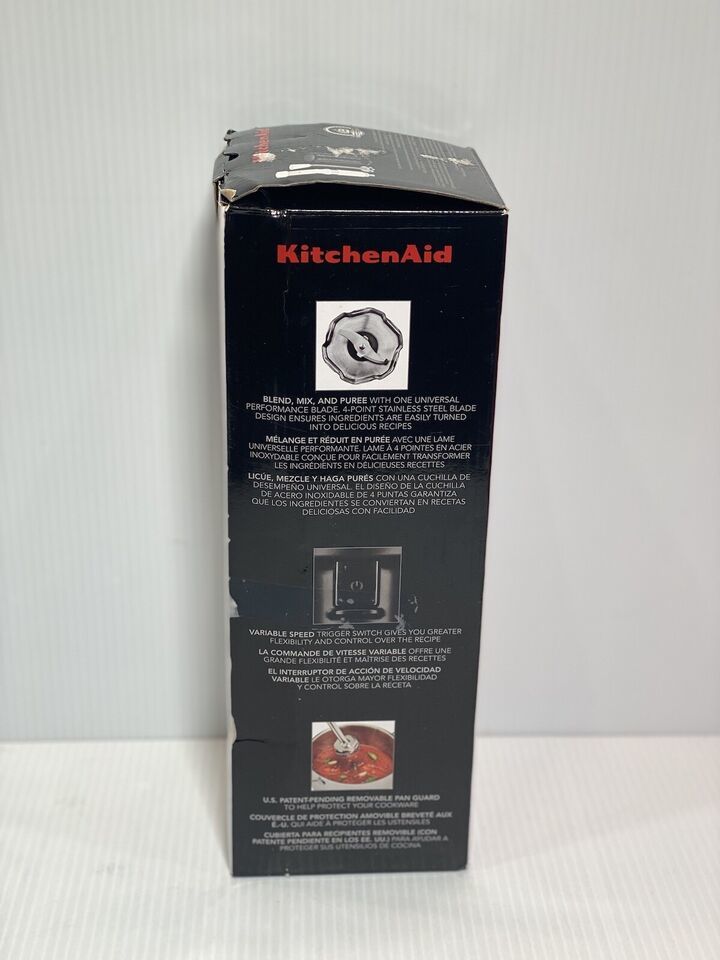 KitchenAid
KitchenAid
BLEND, MIX, AND PUREE WITH ONE UNIVERSAL
PERFORMANCE BLADE. 4-POINT STAINLESS STEEL BLADE
DESIGN ENSURES INGREDIENTS ARE EASILY TURNED
INTO DELICIOUS RECIPES
MÉLANGE ET RÉDUIT EN PURÉE AVEC UNE LAME
UNIVERSELLE PERFORMANTE. LAME À 4 POINTES EN ACIER
INOXYDABLE CONÇUE POUR FACILEMENT TRANSFORMER
LES INGRÉDIENTS EN DÉLICIEUSES RECETTES
LICÚE, MEZCLE Y HAGA PURÉS CON UNA CUCHILLA DE
DESEMPEÑO UNIVERSAL. EL DISEÑO DE LA CUCHILLA
DE ACERO INOXIDABLE DE 4 PUNTAS GARANTIZA
QUE LOS INGREDIENTES SE CONVIERTAN EN RECETAS
DELICIOSAS CON FACILIDAD
VARIABLE SPEED TRIGGER SWITCH GIVES YOU GREATER
FLEXIBILITY AND CONTROL OVER THE RECIPE
LA COMMANDE DE VITESSE VARIABLE OFFRE UNE
GRANDE FLEXIBILITÉ ET MAÎTRISE DES RECETTES
EL INTERRUPTOR DE ACCIÓN DE VELOCIDAD
VARIABLE LE OTORGA MAYOR FLEXIBILIDAD
Y CONTROL SOBRE LA RECETA
U.S. PATENT-PENDING REMOVABLE PAN GUARD
TO HELP PROTECT YOUR COOKWARE
COUVERCLE DE PROTECTION AMOVIBLE BREVETÉ AUX
É.-U. QUI AIDE À PROTÉGER LES USTENSILES
CUBIERTA PARA RECIPIENTES REMOVIBLE (CON
PATENTE PENDIENTE EN LOS EE. UU.) PARA AYUDAR A
PROTEGER SUS UTENSILIOS DE COCINA